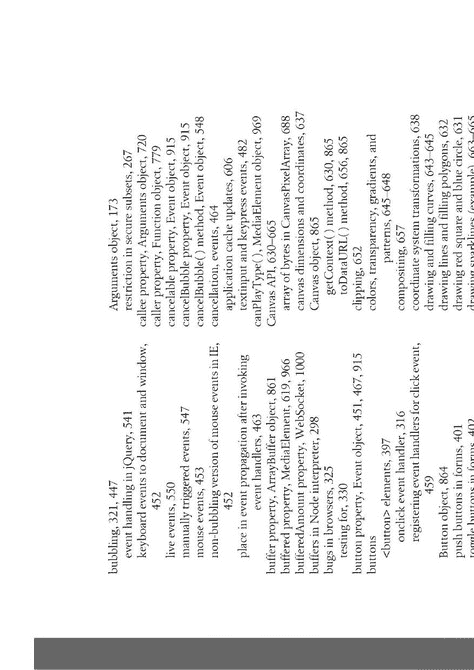 bubbling, 321, 447
event handling in jQuery, 541
keyboard events to document and window,
452
live events, 550
manually triggered events, 547
mouse events, 453
non-bubbling version of mouse events in IE,
452
place in event propagation after invoking
event handlers, 463
buffer property, ArrayBuffer object, 861
buffered property, MediaElement, 619, 966
bufferedAmount property, WebSocket, 1000
buffers in Node interpreter, 298
bugs in browsers, 325
testing for, 330
button property, Event object, 451, 467, 915
buttons
<button> elements, 397
onclick event handler, 316
registering event handlers for click event,
459
Button object, 864
push buttons in forms, 401
toggle buttons in forms, 402
Arguments object, 173
restriction in secure subsets, 267
callee property, Arguments object, 720
caller property, Function object, 779
cancelable property, Event object, 915
cancelBubble property, Event object, 915
cancelBubble( ) method, Event object, 548
cancellation, events, 464
application cache updates, 606
textinput and keypress events, 482
canPlayType( ), MediaElement object, 969
Canvas API, 630–665
array of bytes in CanvasPixelArray, 688
canvas dimensions and coordinates, 637
Canvas object, 865
getContext( ) method, 630, 865
toDataURL( ) method, 656, 865
clipping, 652
colors, transparency, gradients, and
patterns, 645–648
compositing, 657
coordinate system transformations, 638
drawing and filling curves, 643–645
drawing lines and filling polygons, 632
drawing red square and blue circle, 631
drawing sparklines (example), 663–665